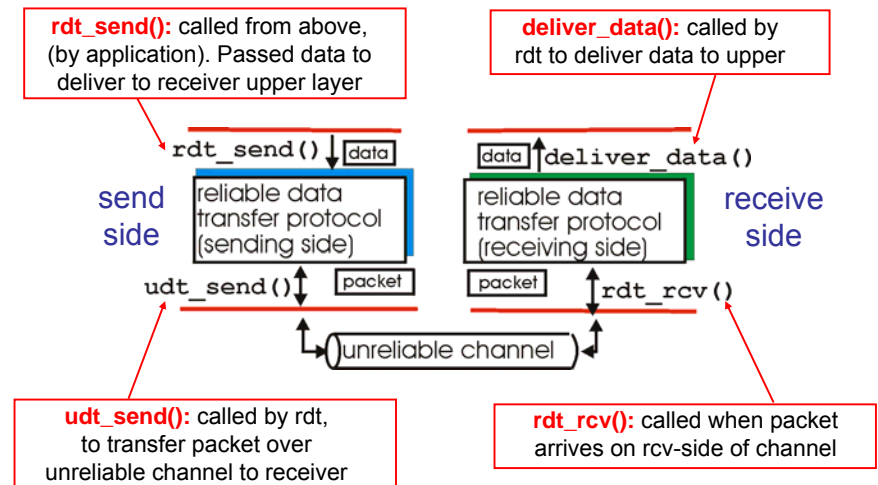 rdt_send(): called from above,
(by application). Passed data to
deliver to receiver upper layer
deliver_data(): called by
rdt to deliver data to upper
rdt_send()
data
data
deliver_data()
send
side
reliable data
transfer protocol
(sending side)
reliable data
transfer protocol
(receiving side)
receive
side
udt_send()
packet
packet
rdt_rcv()
unreliable channel
udt_send(): called by rdt,
to transfer packet over
unreliable channel to receiver
rdt_rcv(): called when packet
arrives on rcv-side of channel